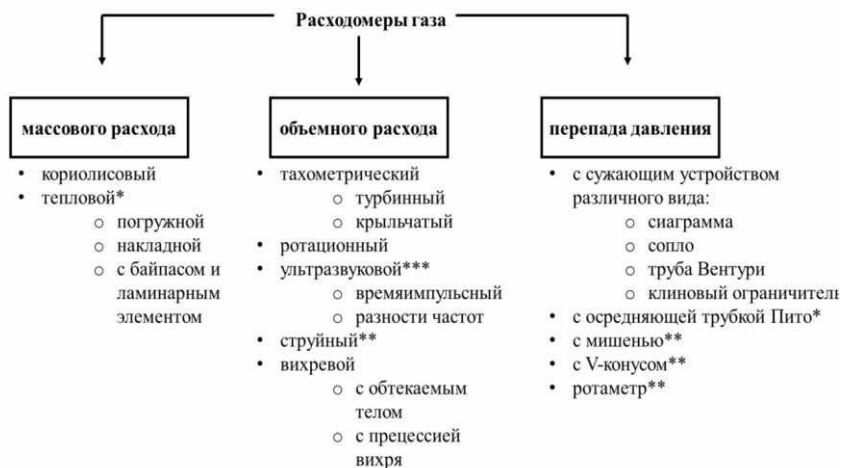 Расходомеры газа
массового расхода
• кориолисовый
• тепловой*
o погружной
o накладной
o с байпасом и
ламинарным
элементом
объемного расхода
• тахометрический
o турбинный
o крыльчатый
• ротационный
• ультразвуковой***
o времяимпульсный
o разности частот
• струйный**
• вихревой
o с обтекаемым
телом
o с прецессией
вихря
перепада давления
• с сужающим устройством
различного вида:
o сиаграмма
o сопло
o труба Вентури
o клиновый ограничитель
• с осредняющей трубкой Пито*
• с мишенью**
• с V-конусом**
• ротаметр**